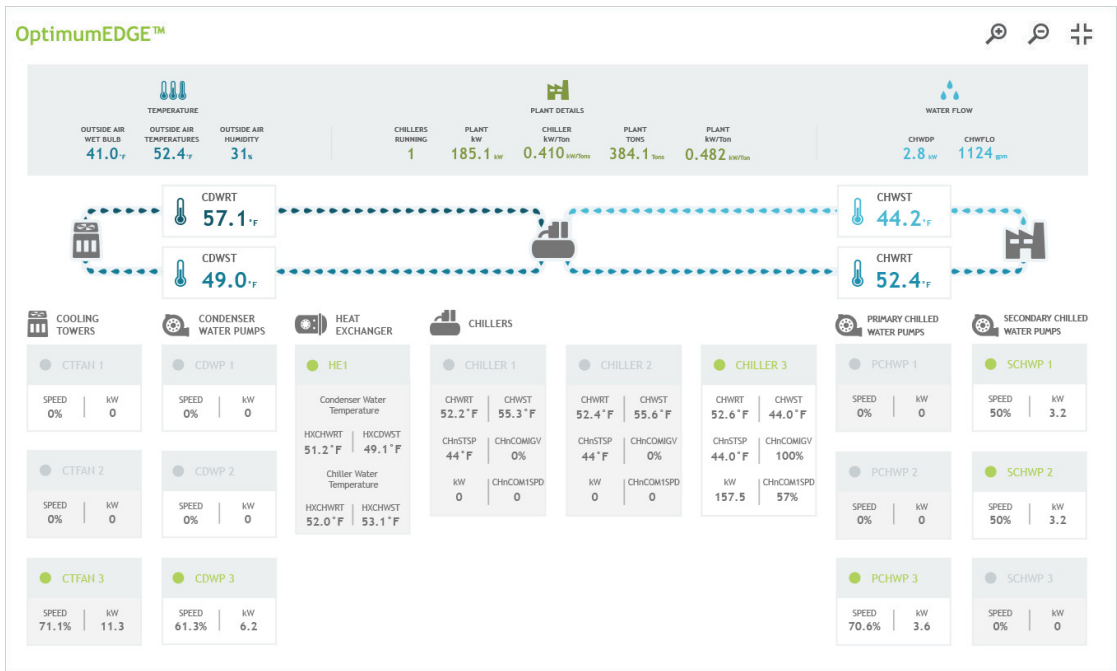 OptimumEDGE™
TEMPERATURE
OUTSIDE AIR WET BULB
41.0°F
OUTSIDE AIR TEMPERATURES
52.4°F
OUTSIDE AIR HUMIDITY
31%
PLANT DETAILS
CHILLERS RUNNING
1
PLANT kW
185.1 kW
CHILLER kW/Ton
0.410 kW/Tons
PLANT TONS
384.1 Tons
PLANT kW/Ton
0.482 kW/Ton
WATER FLOW
CHWDP
2.8 kW
CHWFLO
1124 gpm
CDWRT
57.1°F
CHWST
44.2°F
CDWST
49.0°F
CHWRT
52.4°F
COOLING TOWERS
CTFAN 1
SPEED kW
0% 0
CTFAN 2
SPEED kW
0% 0
CTFAN 3
SPEED kW
71.1% 11.3
CONDENSER WATER PUMPS
CDWP 1
SPEED kW
0% 0
CDWP 2
SPEED kW
0% 0
CDWP 3
SPEED kW
61.3% 6.2
HEAT EXCHANGER
HE1
Condenser Water
Temperature
HXCHWRT HXCDWST
51.2°F 49.1°F
Chiller Water
Temperature
HXCHWRT HXCHWST
52.0°F 53.1°F
CHILLERS
CHILLER 1
CHWRT CHWST
52.2°F 55.3°F
CHnSTSP CHnCOMIGV
44°F 0%
kW CHnCOM1SPD
0 0
CHILLER 2
CHWRT CHWST
52.4°F 55.6°F
CHnSTSP CHnCOMIGV
44°F 0%
kW CHnCOM1SPD
0 0
CHILLER 3
CHWRT CHWST
52.6°F 44.0°F
CHnSTSP CHnCOMIGV
44.0°F 100%
kW CHnCOM1SPD
157.5 57%
PRIMARY CHILLED
WATER PUMPS
PCHWP 1
SPEED kW
0% 0
PCHWP 2
SPEED kW
0% 0
PCHWP 3
SPEED kW
70.6% 3.6
SECONDARY CHILLED
WATER PUMPS
SCHWP 1
SPEED kW
50% 3.2
SCHWP 2
SPEED kW
50% 3.2
SCHWP 3
SPEED kW
0% 0